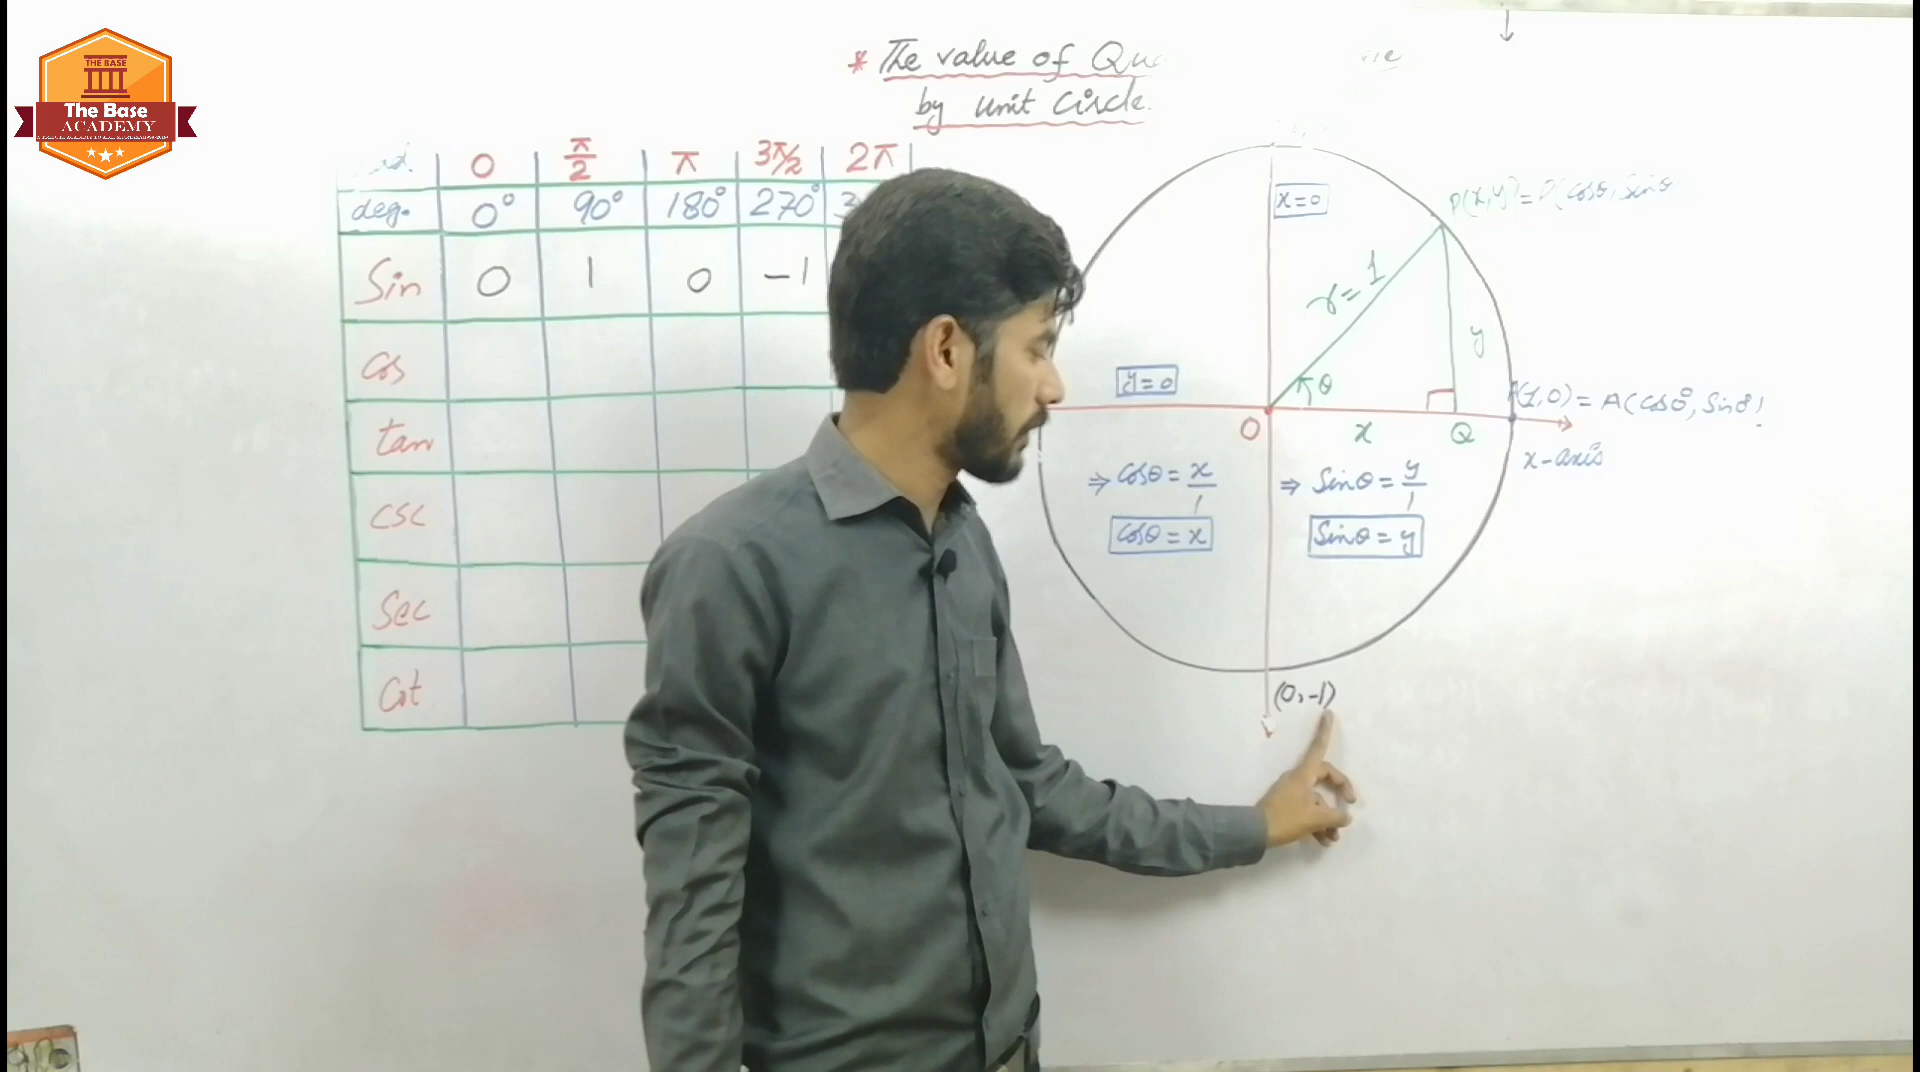 THE BASE
The Base
ACADEMY
* The value of
by unit Circle.
0 π/2 π 3π/2 2π
deg. 0° 90° 180° 270°
Sin 0 1 0 -1
Cos
tan
CSC
Sec
Cot
x=0
P(x,y)=P(Cosθ, Sinθ
r=1
y
y=0
θ
(1,0) = A(Cos0°, Sin0°)
O x Q
x-axis
⇒ Cosθ = x/1
⇒ Sinθ = y/1
Cosθ = x
Sinθ = y
(0,-1)